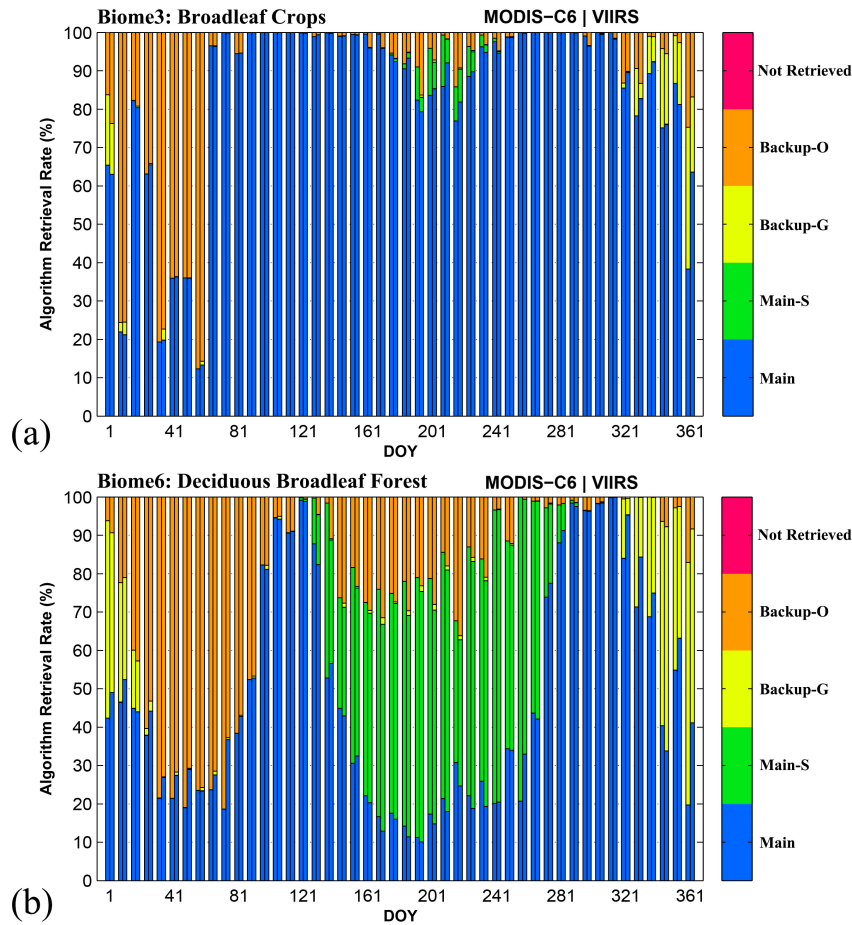 Biome3: Broadleaf Crops MODIS−C6 | VIIRS
100
90
80
70
60
50
40
30
20
10
0
Algorithm Retrieval Rate (%)
1 41 81 121 161 201 241 281 321 361
DOY
Not Retrieved
Backup-O
Backup-G
Main-S
Main
(a)
Biome6: Deciduous Broadleaf Forest MODIS−C6 | VIIRS
100
90
80
70
60
50
40
30
20
10
0
Algorithm Retrieval Rate (%)
1 41 81 121 161 201 241 281 321 361
DOY
Not Retrieved
Backup-O
Backup-G
Main-S
Main
(b)